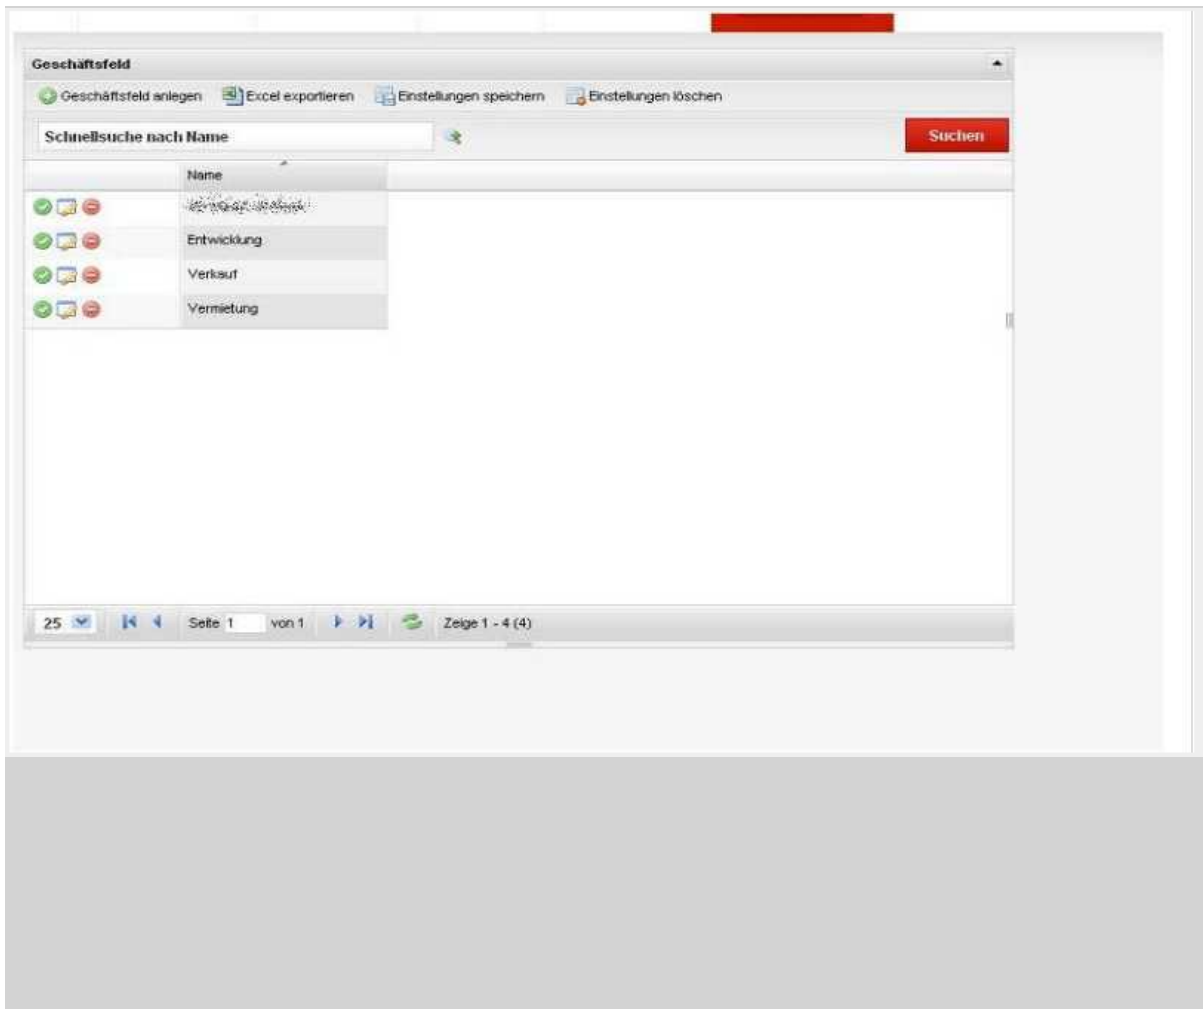 Geschäftsfeld
Geschäftsfeld anlegen Excel exportieren Einstellungen speichern Einstellungen löschen
Schnellsuche nach Name Suchen
Name
Entwicklung
Verkauf
Vermietung
25 Seite 1 von 1 Zeige 1 - 4 (4)